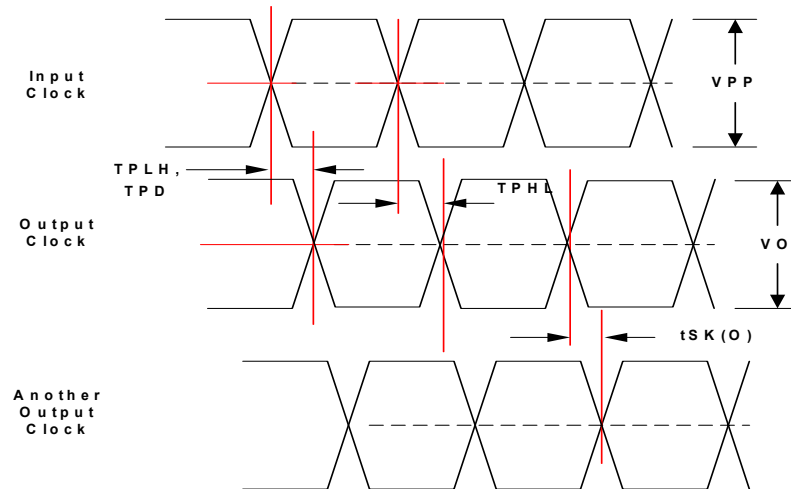 Input
Clock
VPP
TPLH,
TPD
TPHL
Output
Clock
VO
tSK(O)
Another
Output
Clock